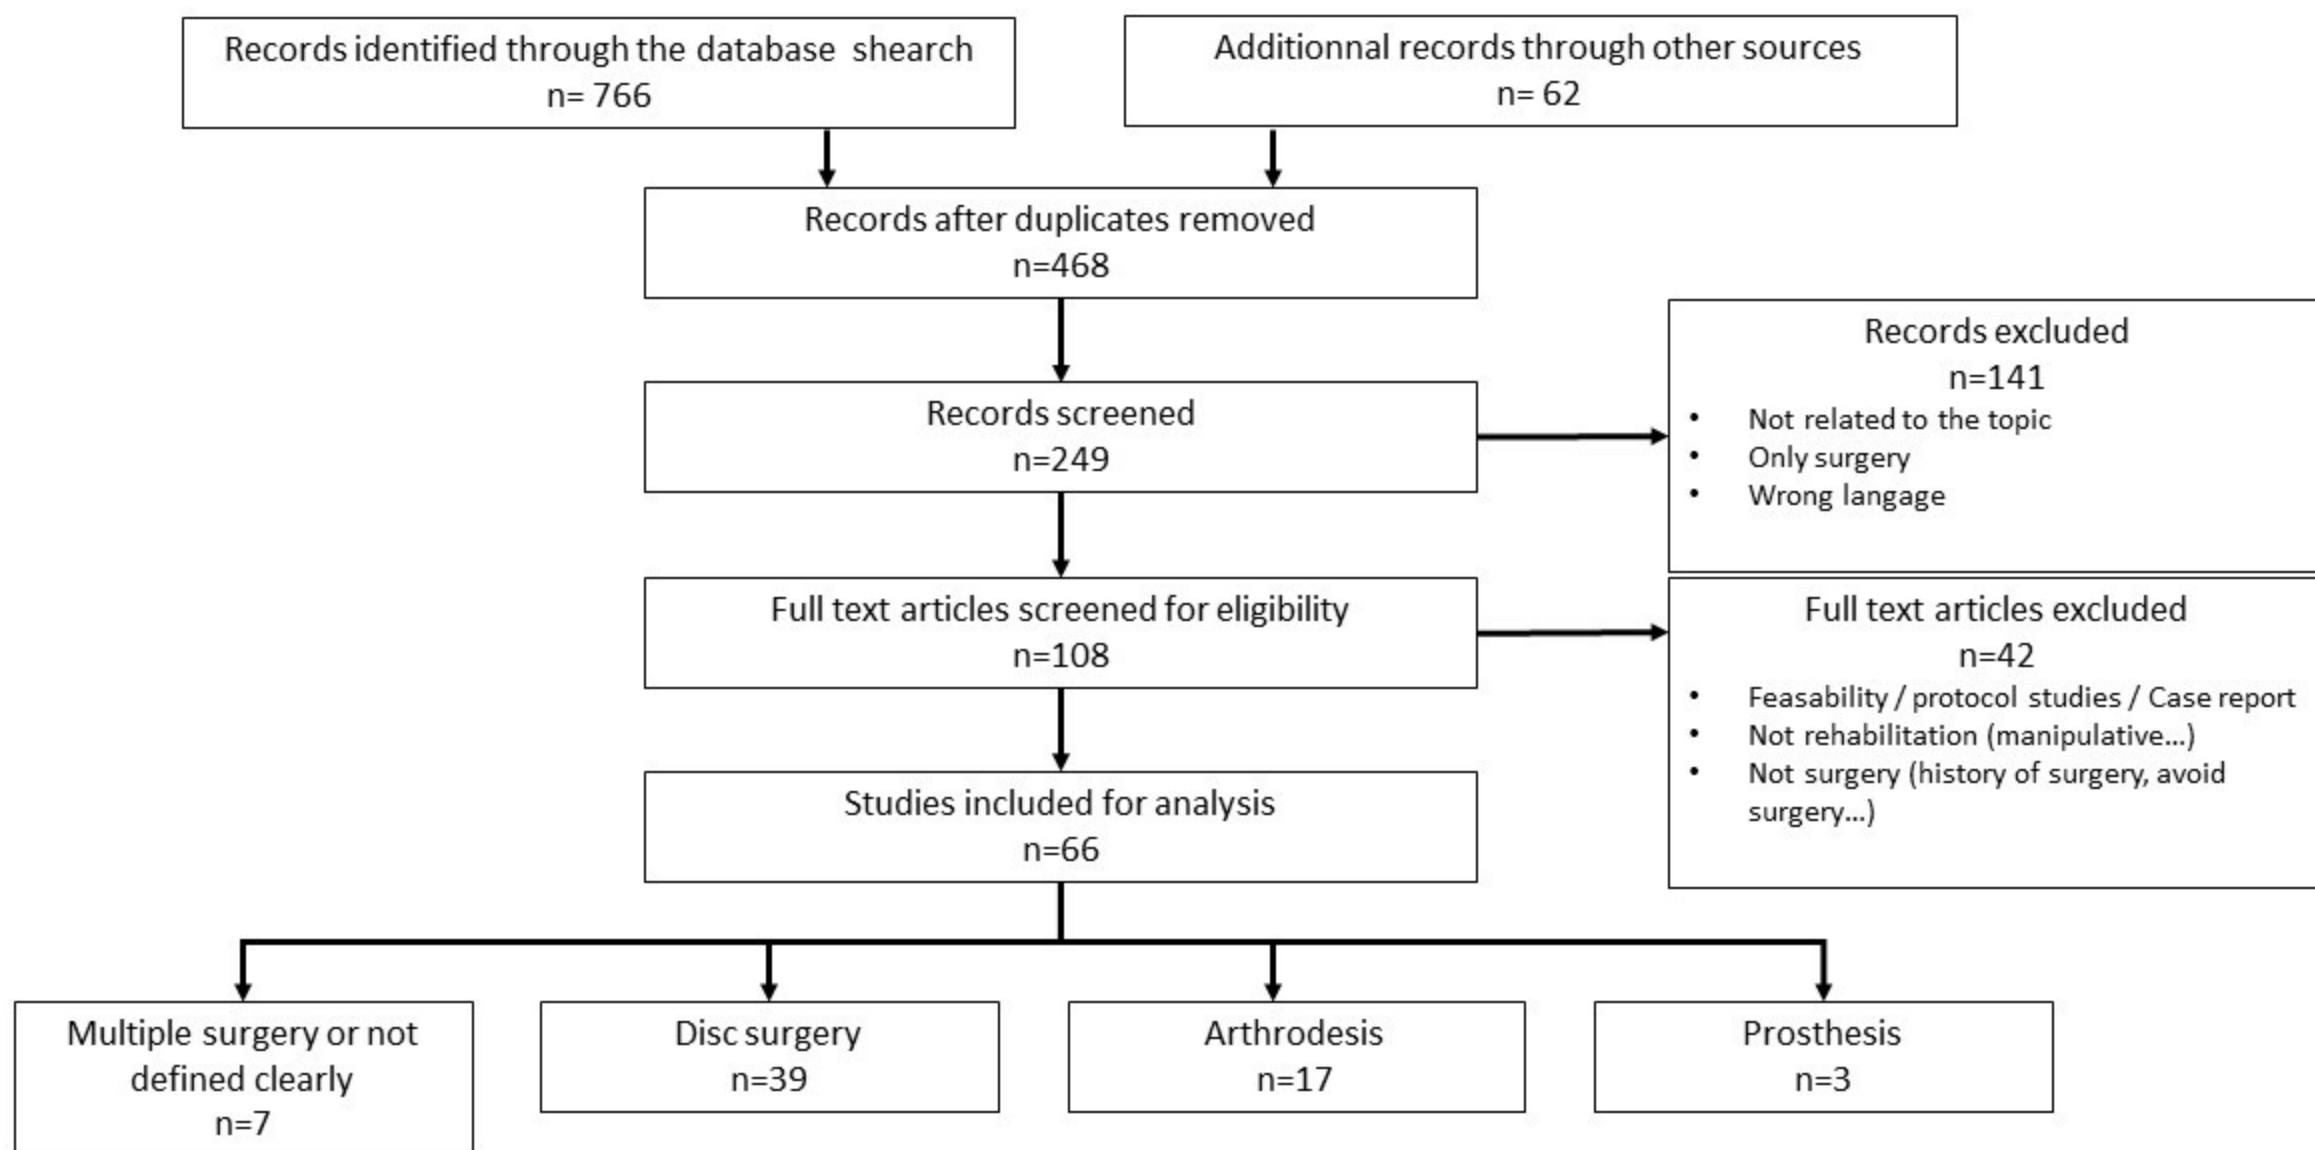 Records identified through the database shearch
n= 766
Additionnal records through other sources
n= 62
Records after duplicates removed
n=468
Records screened
n=249
Records excluded
n=141
• Not related to the topic
• Only surgery
• Wrong langage
Full text articles screened for eligibility
n=108
Full text articles excluded
n=42
• Feasability / protocol studies / Case report
• Not rehabilitation (manipulative...)
• Not surgery (history of surgery, avoid
surgery...)
Studies included for analysis
n=66
Multiple surgery or not
defined clearly
n=7
Disc surgery
n=39
Arthrodesis
n=17
Prosthesis
n=3